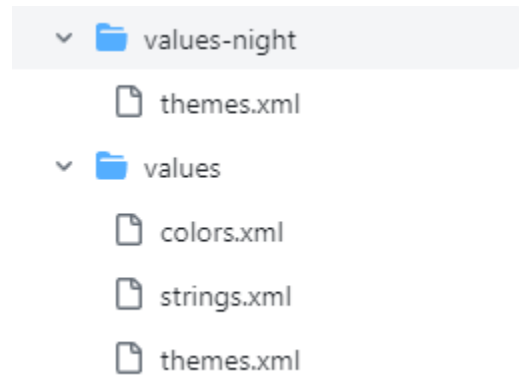 values-night
themes.xml
values
colors.xml
strings.xml
themes.xml